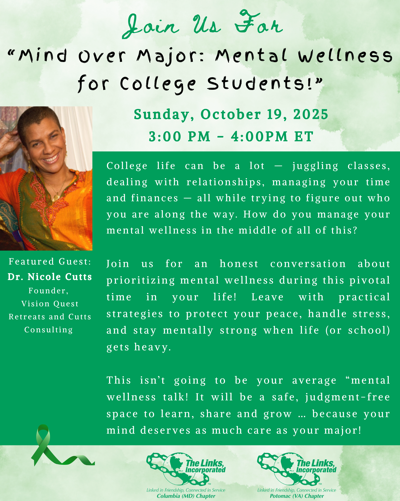 Join Us For
“Mind Over Major: Mental Wellness
for College Students!”
Sunday, October 19, 2025
3:00 PM – 4:00PM ET
College life can be a lot — juggling classes,
dealing with relationships, managing your time
and finances — all while trying to figure out who
you are along the way. How do you manage your
mental wellness in the middle of all of this?
Featured Guest:
Dr. Nicole Cutts
Founder,
Vision Quest
Retreats and Cutts
Consulting
Join us for an honest conversation about
prioritizing mental wellness during this pivotal
time in your life! Leave with practical
strategies to protect your peace, handle stress,
and stay mentally strong when life (or school)
gets heavy.
This isn’t going to be your average “mental
wellness talk! It will be a safe, judgment-free
space to learn, share and grow … because your
mind deserves as much care as your major!
The Links,
Incorporated
Linked in Friendship, Connected in Service
Columbia (MD) Chapter
The Links,
Incorporated
Linked in Friendship, Connected in Service
Potomac (VA) Chapter